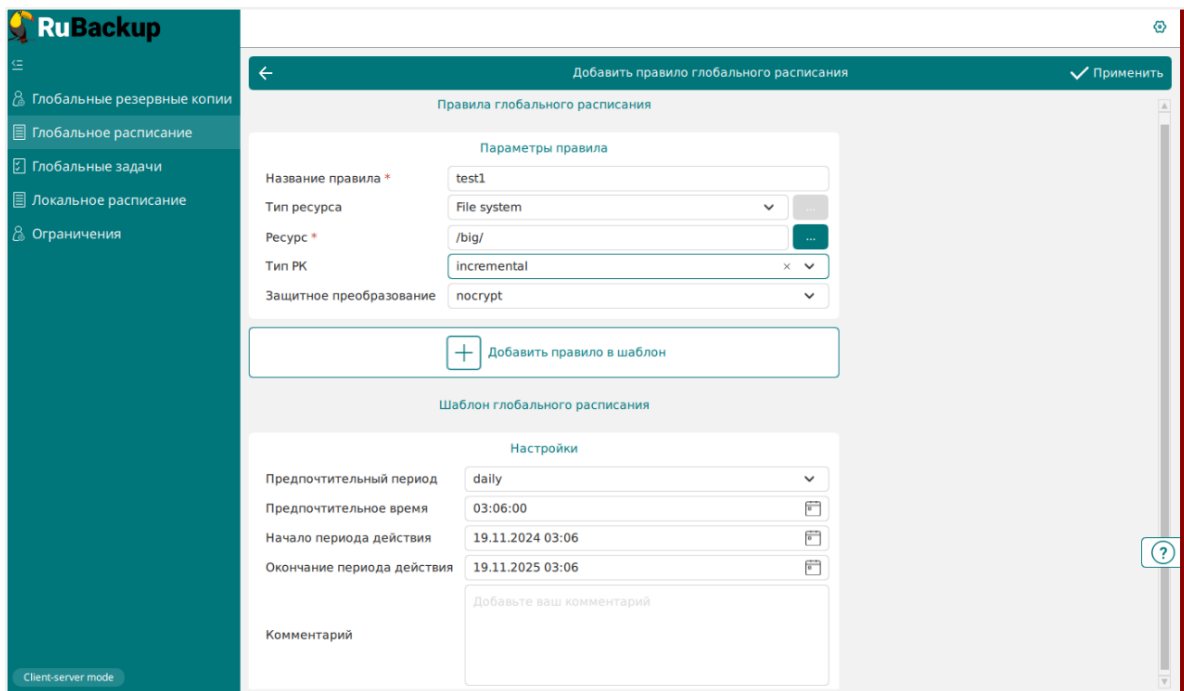 RuBackup
Глобальные резервные копии
Глобальное расписание
Глобальные задачи
Локальное расписание
Ограничения
Client-server mode
Добавить правило глобального расписания
Применить
Правила глобального расписания
Параметры правила
Название правила * test1
Тип ресурса File system ...
Ресурс * /big/ ...
Тип РК incremental
Защитное преобразование nocrypt
Добавить правило в шаблон
Шаблон глобального расписания
Настройки
Предпочтительный период daily
Предпочтительное время 03:06:00
Начало периода действия 19.11.2024 03:06
Окончание периода действия 19.11.2025 03:06
Комментарий Добавьте ваш комментарий
?